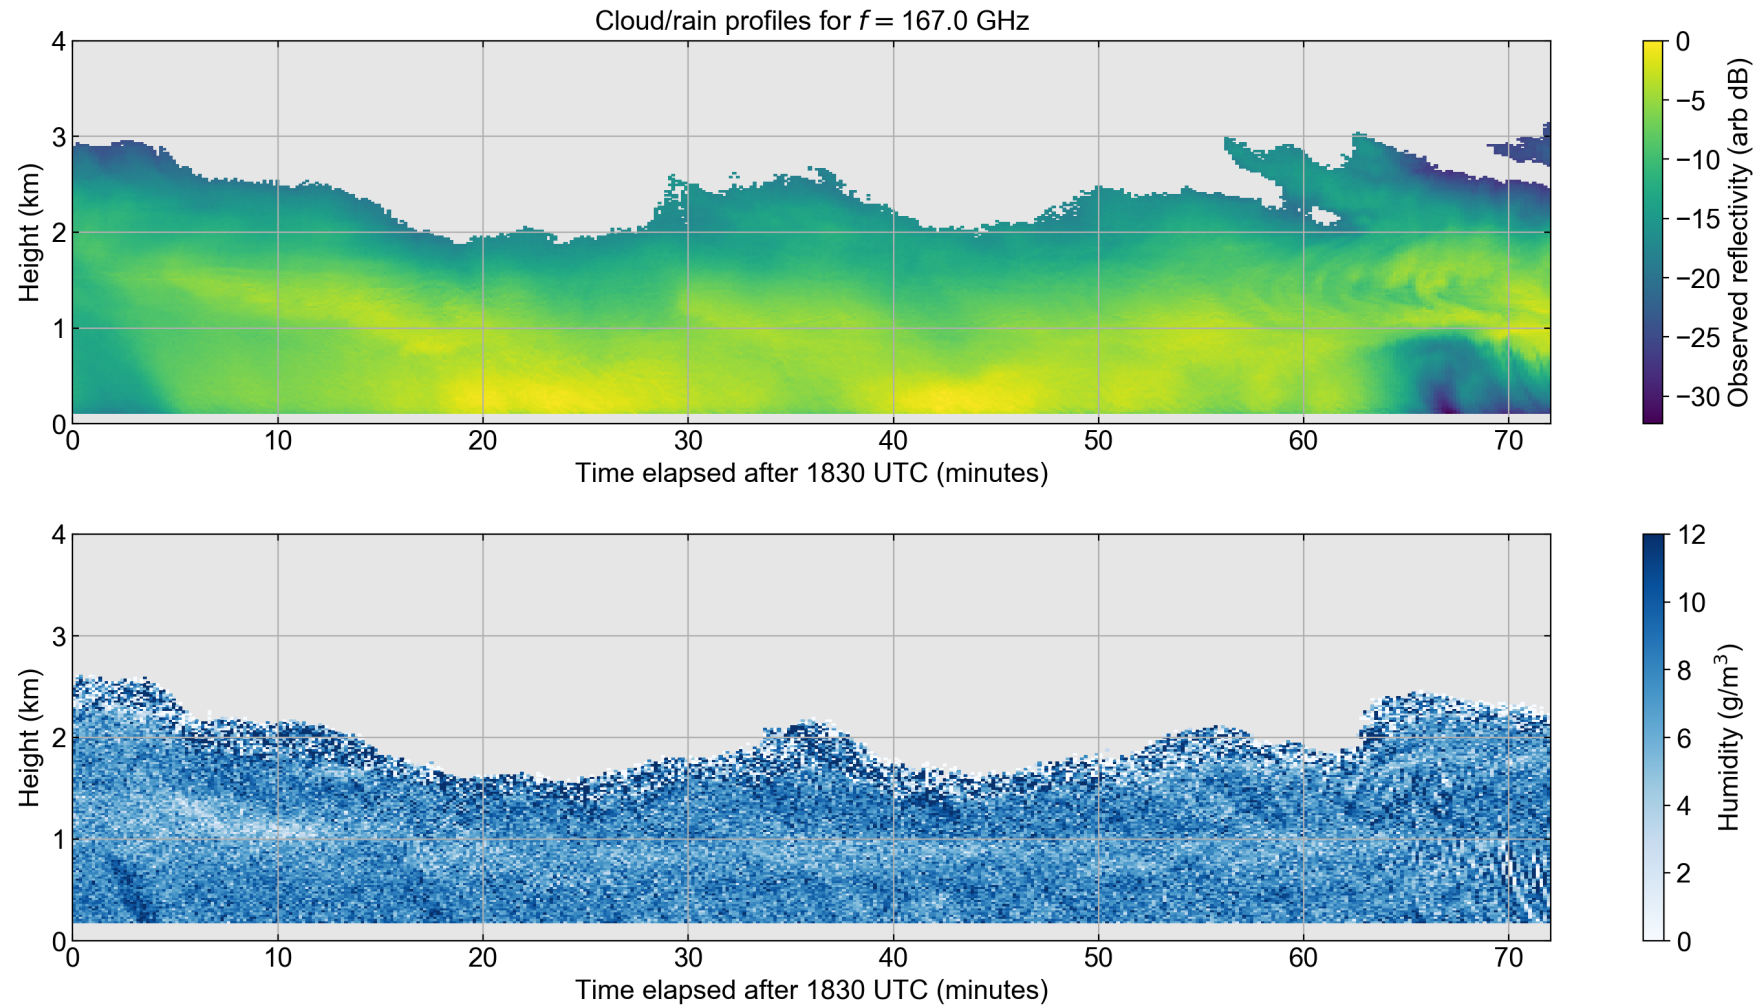 Cloud/rain profiles for f = 167.0 GHz
4
3
2
1
0
Height (km)
0 10 20 30 40 50 60 70
Time elapsed after 1830 UTC (minutes)
0
−5
−10
−15
−20
−25
−30
Observed reflectivity (arb dB)
4
3
2
1
0
Height (km)
0 10 20 30 40 50 60 70
Time elapsed after 1830 UTC (minutes)
12
10
8
6
4
2
0
Humidity (g/m³)